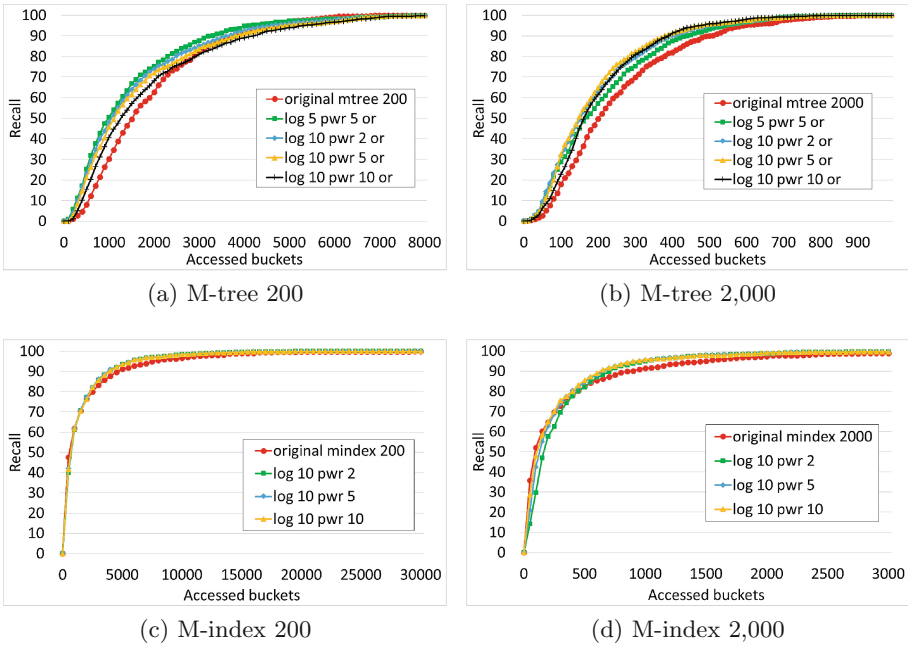 100
90
80
70
60
50
40
30
20
10
0
Recall
original mtree 200
log 5 pwr 5 or
log 10 pwr 2 or
log 10 pwr 5 or
log 10 pwr 10 or
0 1000 2000 3000 4000 5000 6000 7000 8000
Accessed buckets
(a) M-tree 200
100
90
80
70
60
50
40
30
20
10
0
Recall
original mtree 2000
log 5 pwr 5 or
log 10 pwr 2 or
log 10 pwr 5 or
log 10 pwr 10 or
0 100 200 300 400 500 600 700 800 900
Accessed buckets
(b) M-tree 2,000
100
90
80
70
60
50
40
30
20
10
0
Recall
original mindex 200
log 10 pwr 2
log 10 pwr 5
log 10 pwr 10
0 5000 10000 15000 20000 25000 30000
Accessed buckets
(c) M-index 200
100
90
80
70
60
50
40
30
20
10
0
Recall
original mindex 2000
log 10 pwr 2
log 10 pwr 5
log 10 pwr 10
0 500 1000 1500 2000 2500 3000
Accessed buckets
(d) M-index 2,000